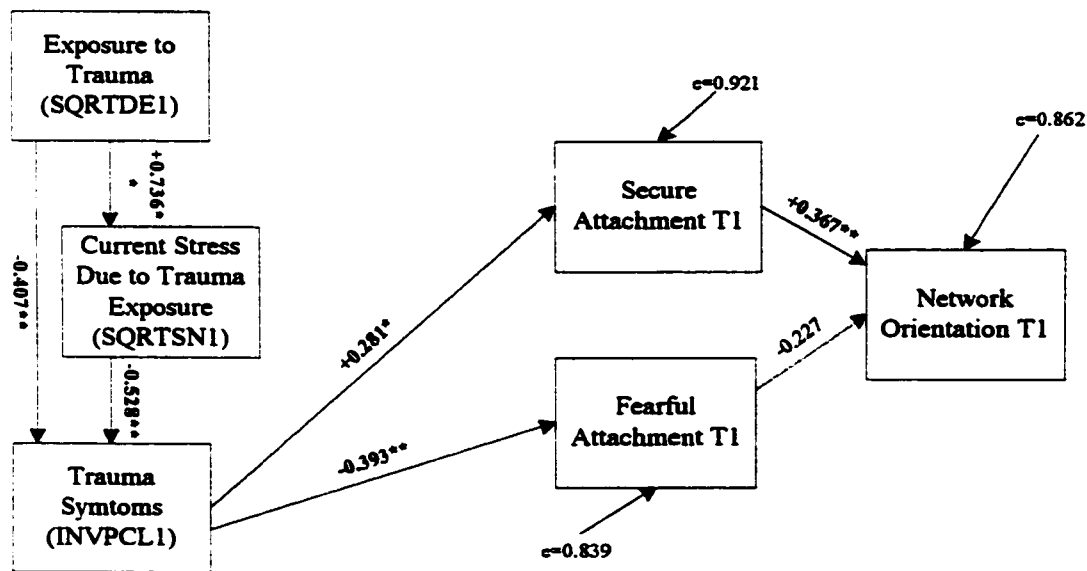 Exposure to
Trauma
(SQRTDE1)
+0.736*
*
-0.407**
Current Stress
Due to Trauma
Exposure
(SQRTSN1)
-0.528**
Trauma
Symtoms
(INVPCL1)
+0.281*
-0.393**
e=0.921
Secure
Attachment T1
+0.367**
e=0.862
Network
Orientation T1
-0.227
Fearful
Attachment T1
e=0.839